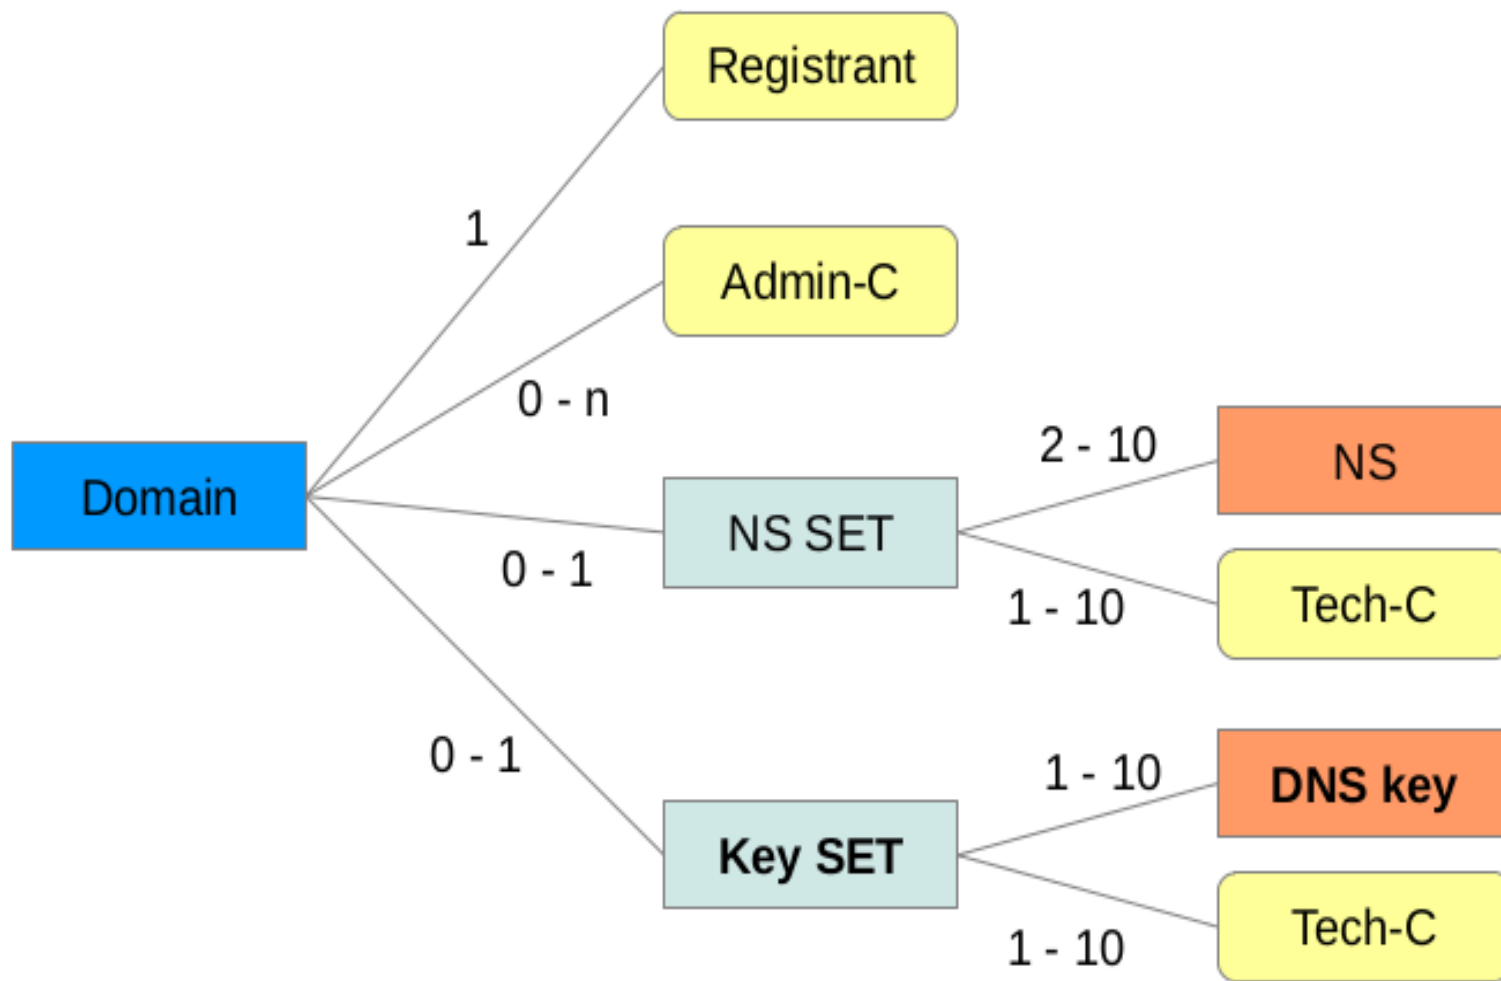 Registrant
1
Admin-C
0 - n
2 - 10
NS
Domain
NS SET
0 - 1
1 - 10
Tech-C
0 - 1
1 - 10
DNS key
Key SET
Tech-C
1 - 10